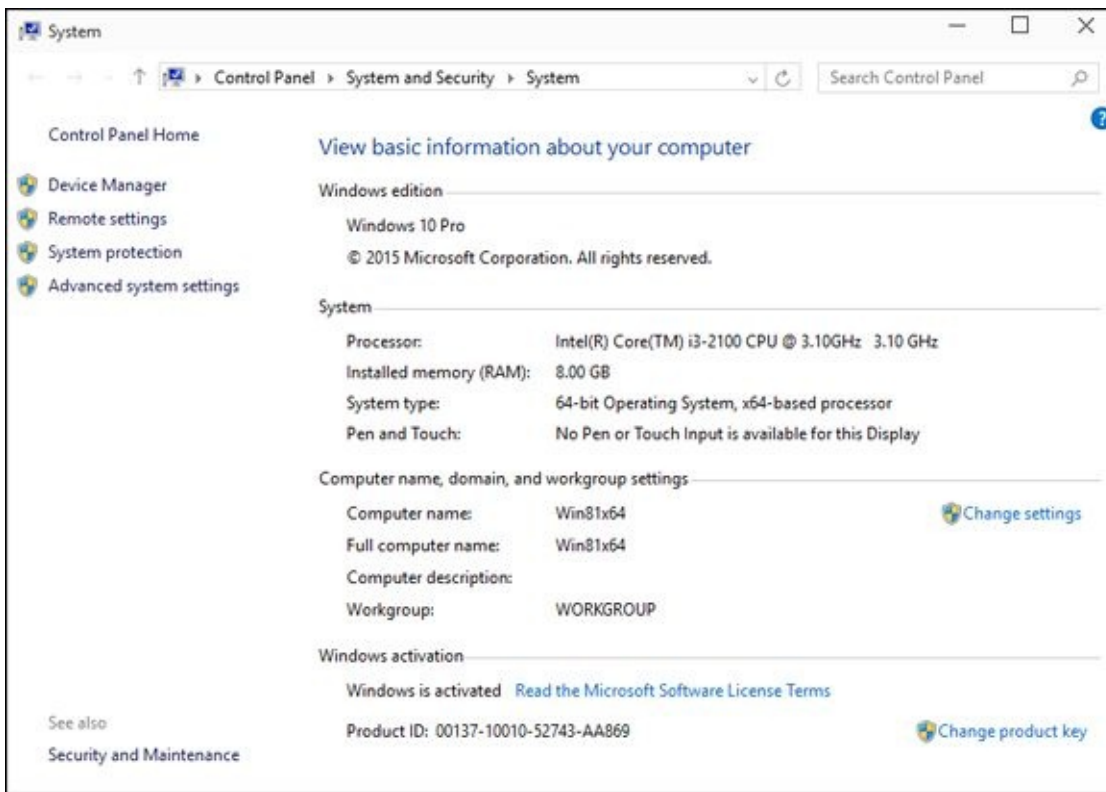 System
Control Panel System and Security System
Search Control Panel
?
Control Panel Home
Device Manager
Remote settings
System protection
Advanced system settings
View basic information about your computer
Windows edition
Windows 10 Pro
© 2015 Microsoft Corporation. All rights reserved.
System
Processor: Intel(R) Core(TM) i3-2100 CPU @ 3.10GHz 3.10 GHz
Installed memory (RAM): 8.00 GB
System type: 64-bit Operating System, x64-based processor
Pen and Touch: No Pen or Touch Input is available for this Display
Computer name, domain, and workgroup settings
Computer name: Win81x64 Change settings
Full computer name: Win81x64
Computer description:
Workgroup: WORKGROUP
Windows activation
Windows is activated Read the Microsoft Software License Terms
Product ID: 00137-10010-52743-AA869 Change product key
See also
Security and Maintenance